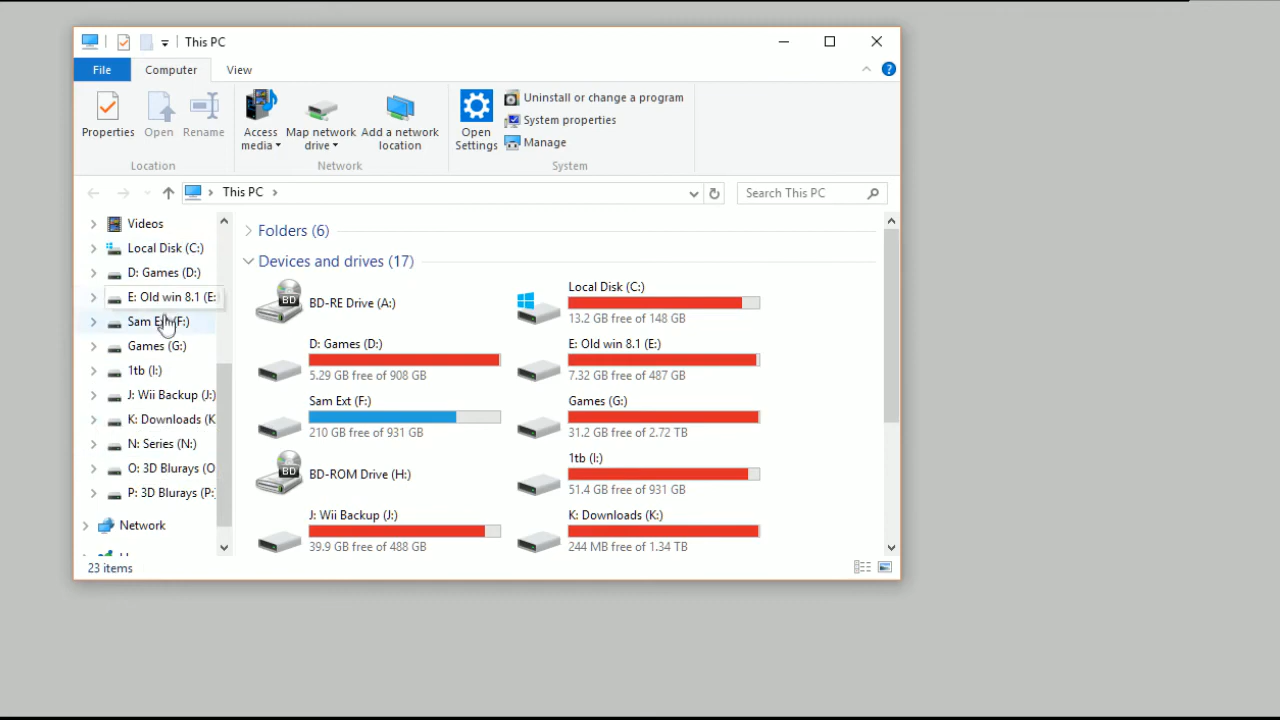 This PC
File Computer View
Properties Open Rename
Access media
Map network drive
Add a network location
Open Settings
Uninstall or change a program
System properties
Manage
Location Network System
This PC
Search This PC
Videos
Local Disk (C:)
D: Games (D:)
E: Old win 8.1 (E:
Sam (F:)
Games (G:)
1tb (I:)
J: Wii Backup (J:)
K: Downloads (K
N: Series (N:)
O: 3D Blurays (O
P: 3D Blurays (P:
Network
Folders (6)
Devices and drives (17)
BD
BD-RE Drive (A:)
Local Disk (C:)
13.2 GB free of 148 GB
D: Games (D:)
5.29 GB free of 908 GB
E: Old win 8.1 (E:)
7.32 GB free of 487 GB
Sam Ext (F:)
210 GB free of 931 GB
Games (G:)
31.2 GB free of 2.72 TB
BD
BD-ROM Drive (H:)
1tb (I:)
51.4 GB free of 931 GB
J: Wii Backup (J:)
39.9 GB free of 488 GB
K: Downloads (K:)
244 MB free of 1.34 TB
23 items